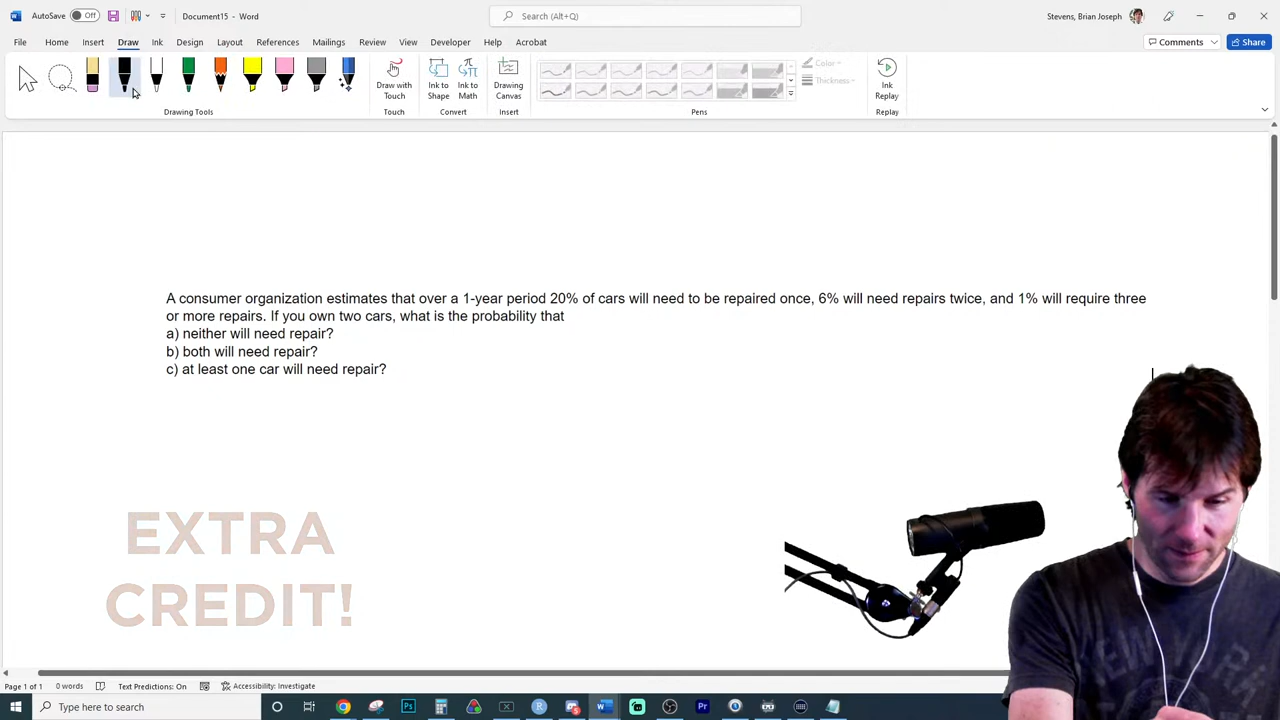 AutoSave Off Document15 - Word Search (Alt+Q) Stevens, Brian Joseph
File Home Insert Draw Ink Design Layout References Mailings Review View Developer Help Acrobat Comments Share
Draw with Touch Ink to Shape Ink to Math Drawing Canvas Color Thickness Ink Replay
Drawing Tools Touch Convert Insert Pens Replay
A consumer organization estimates that over a 1-year period 20% of cars will need to be repaired once, 6% will need repairs twice, and 1% will require three
or more repairs. If you own two cars, what is the probability that
a) neither will need repair?
b) both will need repair?
c) at least one car will need repair?
EXTRA
CREDIT!
Page 1 of 1 0 words Text Predictions: On Accessibility: Investigate
Type here to search